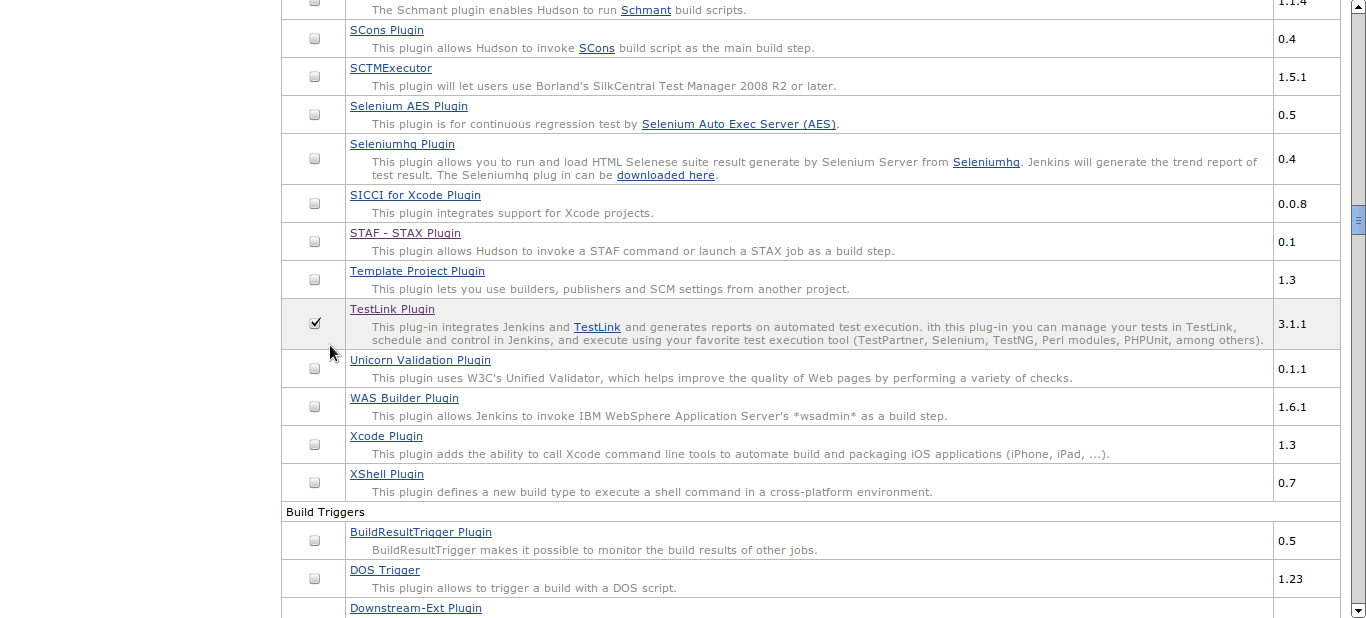 The Schmant plugin enables Hudson to run Schmant build scripts.
1.1.4
SCons Plugin
This plugin allows Hudson to invoke SCons build script as the main build step.
0.4
SCTMExecutor
This plugin will let users use Borland's SilkCentral Test Manager 2008 R2 or later.
1.5.1
Selenium AES Plugin
This plugin is for continuous regression test by Selenium Auto Exec Server (AES).
0.5
Seleniumhq Plugin
This plugin allows you to run and load HTML Selenese suite result generate by Selenium Server from Seleniumhq. Jenkins will generate the trend report of
test result. The Seleniumhq plug in can be downloaded here.
0.4
SICCI for Xcode Plugin
This plugin integrates support for Xcode projects.
0.0.8
STAF - STAX Plugin
This plugin allows Hudson to invoke a STAF command or launch a STAX job as a build step.
0.1
Template Project Plugin
This plugin lets you use builders, publishers and SCM settings from another project.
1.3
TestLink Plugin
This plug-in integrates Jenkins and TestLink and generates reports on automated test execution. ith this plug-in you can manage your tests in TestLink,
schedule and control in Jenkins, and execute using your favorite test execution tool (TestPartner, Selenium, TestNG, Perl modules, PHPUnit, among others).
3.1.1
Unicorn Validation Plugin
This plugin uses W3C's Unified Validator, which helps improve the quality of Web pages by performing a variety of checks.
0.1.1
WAS Builder Plugin
This plugin allows Jenkins to invoke IBM WebSphere Application Server's *wsadmin* as a build step.
1.6.1
Xcode Plugin
This plugin adds the ability to call Xcode command line tools to automate build and packaging iOS applications (iPhone, iPad, ...).
1.3
XShell Plugin
This plugin defines a new build type to execute a shell command in a cross-platform environment.
0.7
Build Triggers
BuildResultTrigger Plugin
BuildResultTrigger makes it possible to monitor the build results of other jobs.
0.5
DOS Trigger
This plugin allows to trigger a build with a DOS script.
1.23
Downstream-Ext Plugin